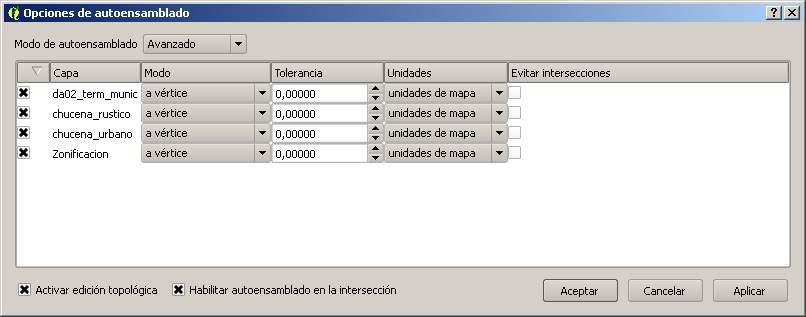 Opciones de autoensamblado
Modo de autoensamblado Avanzado
Capa Modo Tolerancia Unidades Evitar intersecciones
da02_term_munic a vértice 0,00000 unidades de mapa
chucena_rustico a vértice 0,00000 unidades de mapa
chucena_urbano a vértice 0,00000 unidades de mapa
Zonificacion a vértice 0,00000 unidades de mapa
Activar edición topológica Habilitar autoensamblado en la intersección Aceptar Cancelar Aplicar